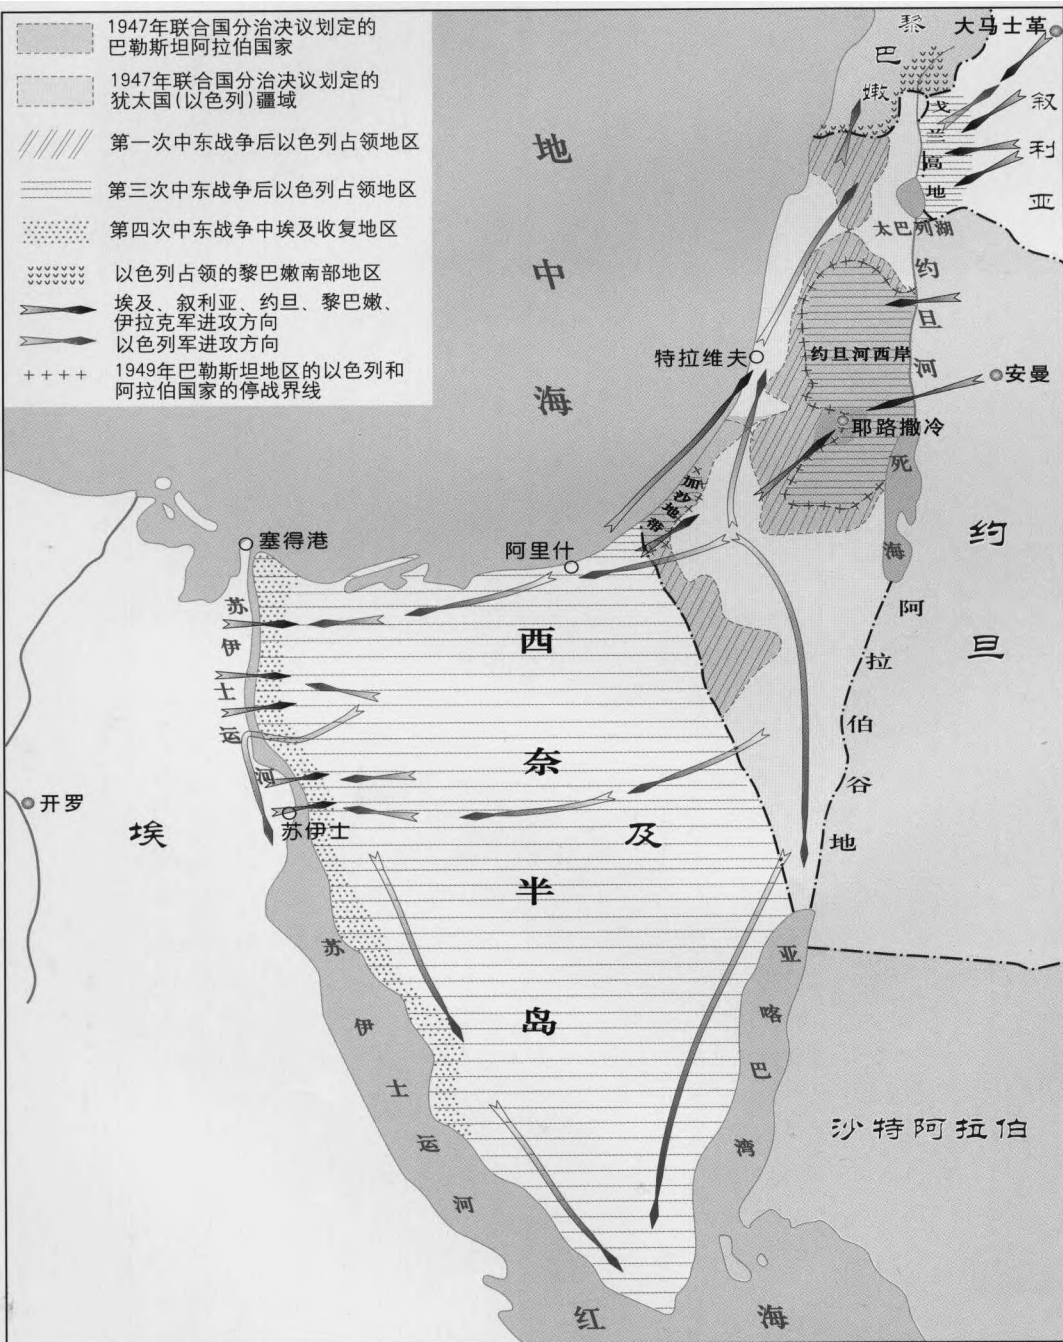 1947年联合国分治决议划定的
巴勒斯坦阿拉伯国家
1947年联合国分治决议划定的
犹太国(以色列)疆域
第一次中东战争后以色列占领地区
第三次中东战争后以色列占领地区
第四次中东战争中埃及收复地区
以色列占领的黎巴嫩南部地区
埃及、叙利亚、约旦、黎巴嫩、
伊拉克军进攻方向
以色列军进攻方向
1949年巴勒斯坦地区的以色列和
阿拉伯国家的停战界线
黎巴嫩
大马士革
叙利亚
戈兰高地
太巴列湖
地中海
约旦河
特拉维夫
约旦河西岸
安曼
耶路撒冷
死海
加沙地带
约旦
塞得港
阿里什
苏伊士运河
西奈半岛
阿拉伯谷地
开罗
苏伊士
埃及
苏伊士运河
亚喀巴湾
沙特阿拉伯
红海